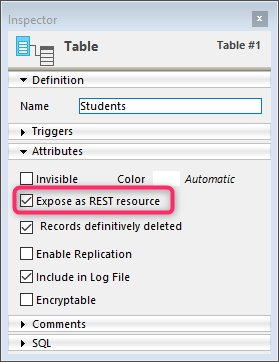 Inspector
x
Table
Table #1
Definition
Name Students
Triggers
Attributes
Invisible Color Automatic
Expose as REST resource
Records definitively deleted
Enable Replication
Include in Log File
Encryptable
Comments
SQL